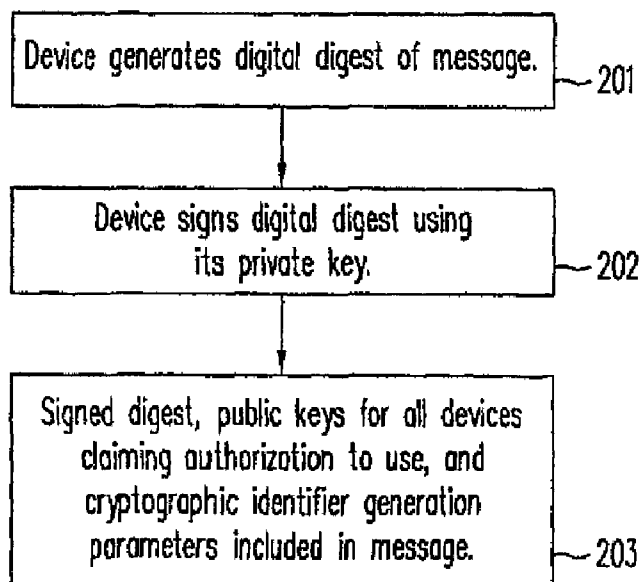 Device generates digital digest of message.
201
Device signs digital digest using
its private key.
202
Signed digest, public keys for all devices
claiming authorization to use, and
cryptographic identifier generation
parameters included in message.
203